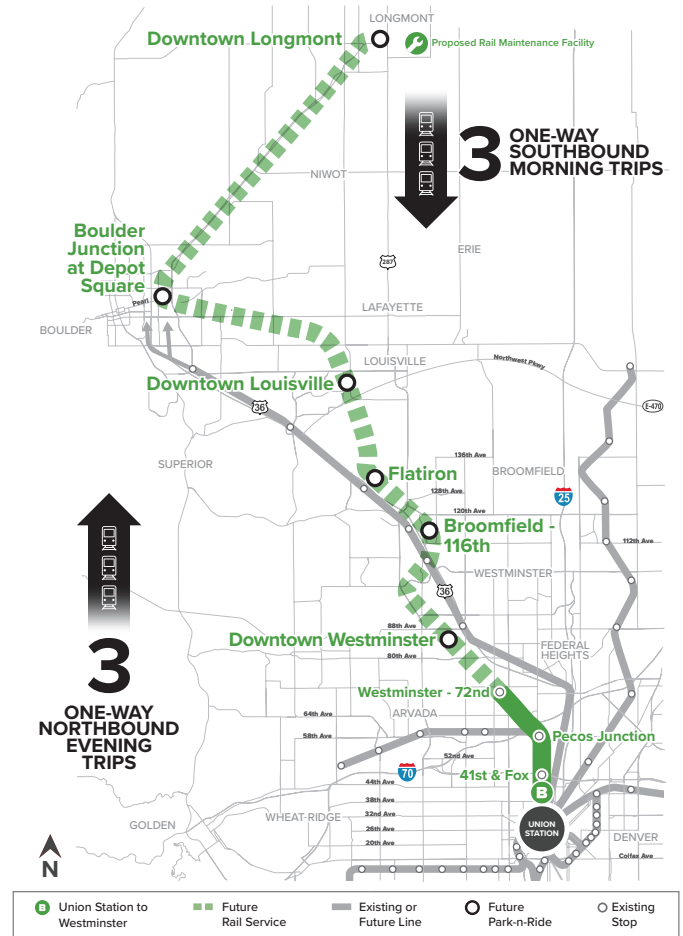 LONGMONT
Downtown Longmont
Proposed Rail Maintenance Facility
3
ONE-WAY
SOUTHBOUND
MORNING TRIPS
NIWOT
Boulder
Junction
at Depot
Square
ERIE
287
Pearl
LAFAYETTE
BOULDER
LOUISVILLE
Northwest Pkwy
Downtown Louisville
36
E-470
136th Ave
SUPERIOR
Flatiron
BROOMFIELD
128th Ave
25
120th Ave
Broomfield -
116th
112th Ave
WESTMINSTER
36
88th Ave
Downtown Westminster
80th Ave
FEDERAL
HEIGHTS
3
ONE-WAY
NORTHBOUND
EVENING
TRIPS
Westminster - 72nd
64th Ave
ARVADA
58th Ave
Pecos Junction
52nd Ave
70
41st & Fox
44th Ave
B
38th Ave
32nd Ave
26th Ave
20th Ave
GOLDEN
WHEAT RIDGE
UNION
STATION
DENVER
Colfax Ave
N
B
Union Station to
Westminster
Future
Rail Service
Existing or
Future Line
Future
Park-n-Ride
Existing
Stop